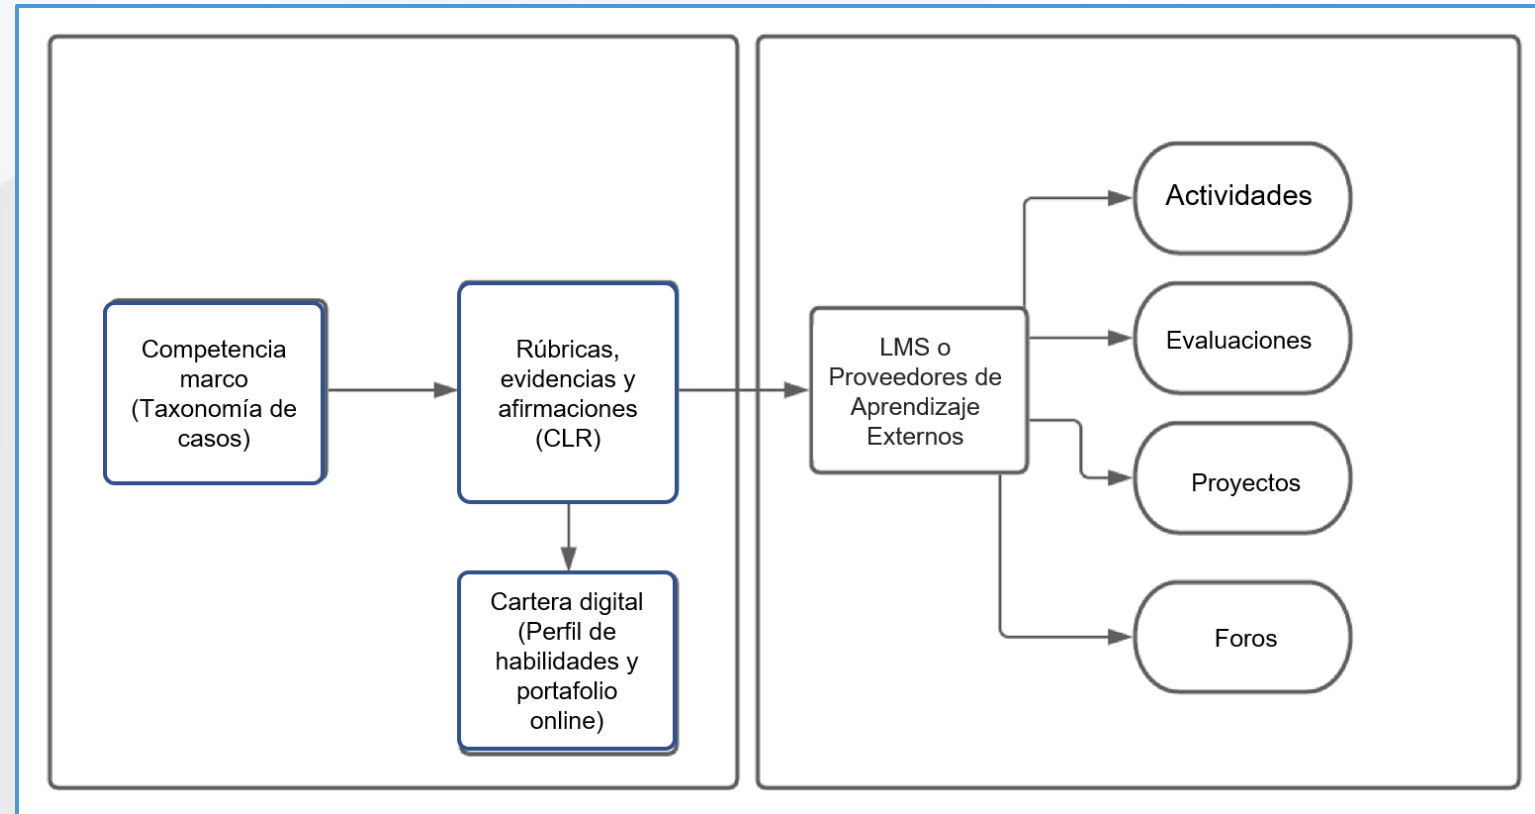 Competencia
marco
(Taxonomía de
casos)
Rúbricas,
evidencias y
afirmaciones
(CLR)
Cartera digital
(Perfil de
habilidades y
portafolio
online)
LMS o
Proveedores de
Aprendizaje
Externos
Actividades
Evaluaciones
Proyectos
Foros